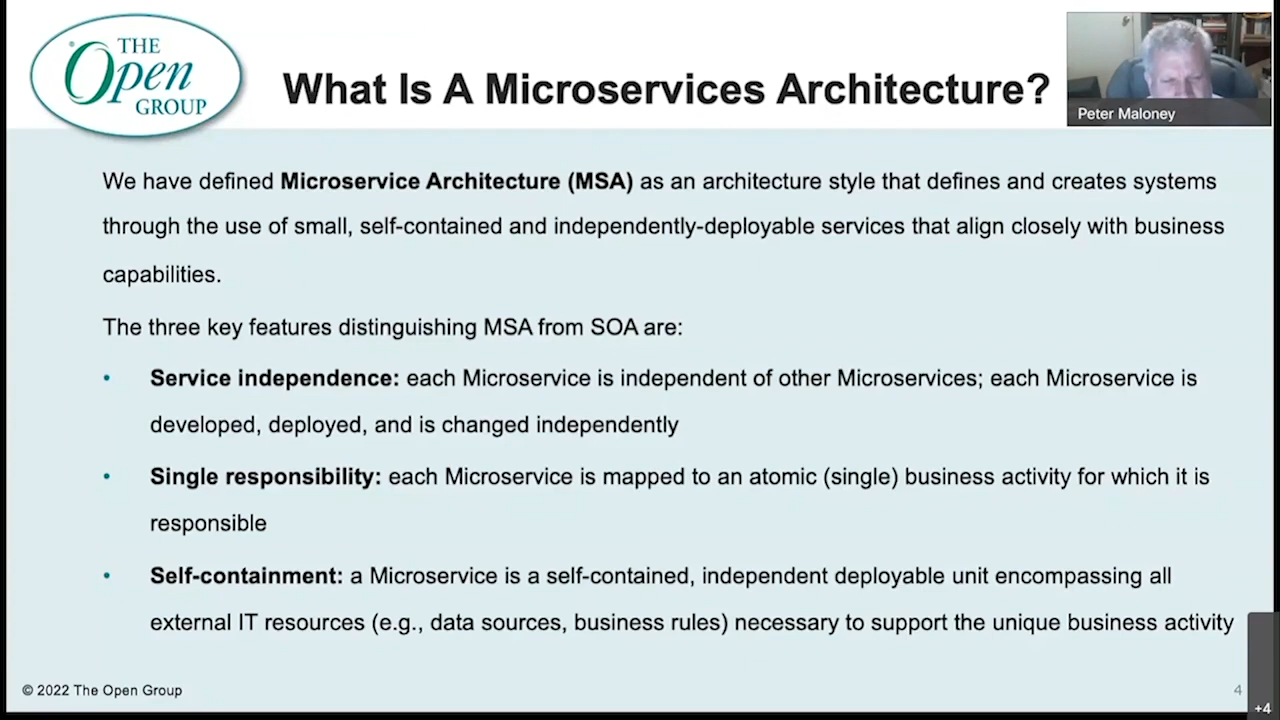 THE
Open
GROUP
What Is A Microservices Architecture?
Peter Maloney
We have defined Microservice Architecture (MSA) as an architecture style that defines and creates systems
through the use of small, self-contained and independently-deployable services that align closely with business
capabilities.
The three key features distinguishing MSA from SOA are:
• Service independence: each Microservice is independent of other Microservices; each Microservice is
developed, deployed, and is changed independently
• Single responsibility: each Microservice is mapped to an atomic (single) business activity for which it is
responsible
• Self-containment: a Microservice is a self-contained, independent deployable unit encompassing all
external IT resources (e.g., data sources, business rules) necessary to support the unique business activity
© 2022 The Open Group
4
+4